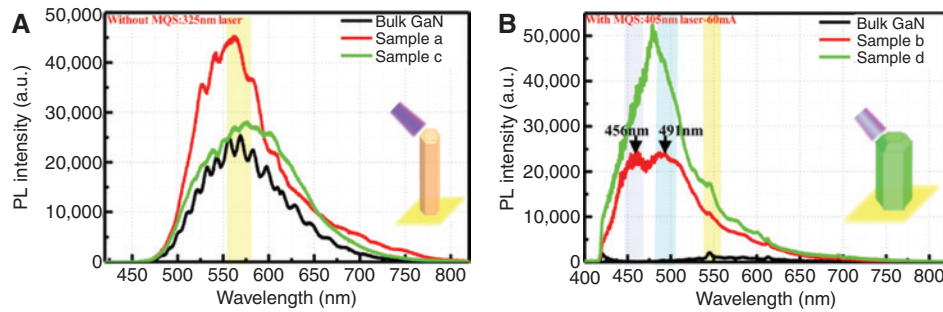 A
Without MQS:325nm laser
Bulk GaN
Sample a
Sample c
PL intensity (a.u.)
50,000
40,000
30,000
20,000
10,000
0
450 500 550 600 650 700 750 800
Wavelength (nm)
B
With MQS:405nm laser-60mA
Bulk GaN
Sample b
Sample d
456nm 491nm
PL intensity (a.u.)
50,000
40,000
30,000
20,000
10,000
0
400 450 500 550 600 650 700 750 800
Wavelength (nm)